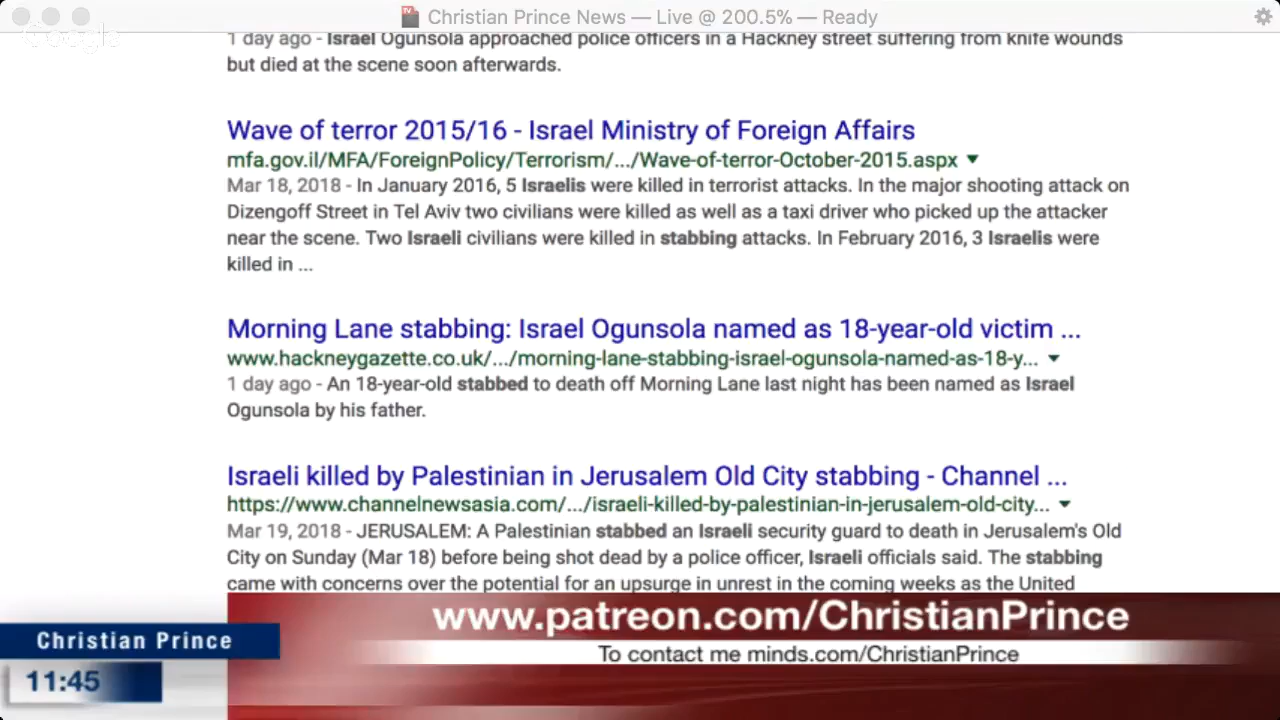 Christian Prince News — Live @ 200.5% — Ready
Google
1 day ago - Israel Ogunsola approached police officers in a Hackney street suffering from knife wounds
but died at the scene soon afterwards.
Wave of terror 2015/16 - Israel Ministry of Foreign Affairs
mfa.gov.il/MFA/ForeignPolicy/Terrorism/.../Wave-of-terror-October-2015.aspx
Mar 18, 2018 - In January 2016, 5 Israelis were killed in terrorist attacks. In the major shooting attack on
Dizengoff Street in Tel Aviv two civilians were killed as well as a taxi driver who picked up the attacker
near the scene. Two Israeli civilians were killed in stabbing attacks. In February 2016, 3 Israelis were
killed in ...
Morning Lane stabbing: Israel Ogunsola named as 18-year-old victim ...
www.hackneygazette.co.uk/.../morning-lane-stabbing-israel-ogunsola-named-as-18-y...
1 day ago - An 18-year-old stabbed to death off Morning Lane last night has been named as Israel
Ogunsola by his father.
Israeli killed by Palestinian in Jerusalem Old City stabbing - Channel ...
https://www.channelnewsasia.com/.../israeli-killed-by-palestinian-in-jerusalem-old-city...
Mar 19, 2018 - JERUSALEM: A Palestinian stabbed an Israeli security guard to death in Jerusalem's Old
City on Sunday (Mar 18) before being shot dead by a police officer, Israeli officials said. The stabbing
came with concerns over the potential for an upsurge in unrest in the coming weeks as the United
www.patreon.com/ChristianPrince
Christian Prince
To contact me minds.com/ChristianPrince
11:45